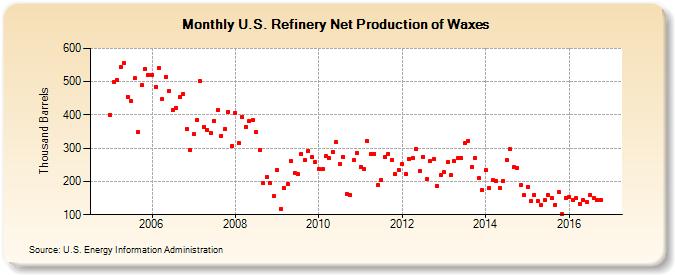 Monthly U.S. Refinery Net Production of Waxes
Thousand Barrels
600
500
400
300
200
100
2006 2008 2010 2012 2014 2016
Source: U.S. Energy Information Administration